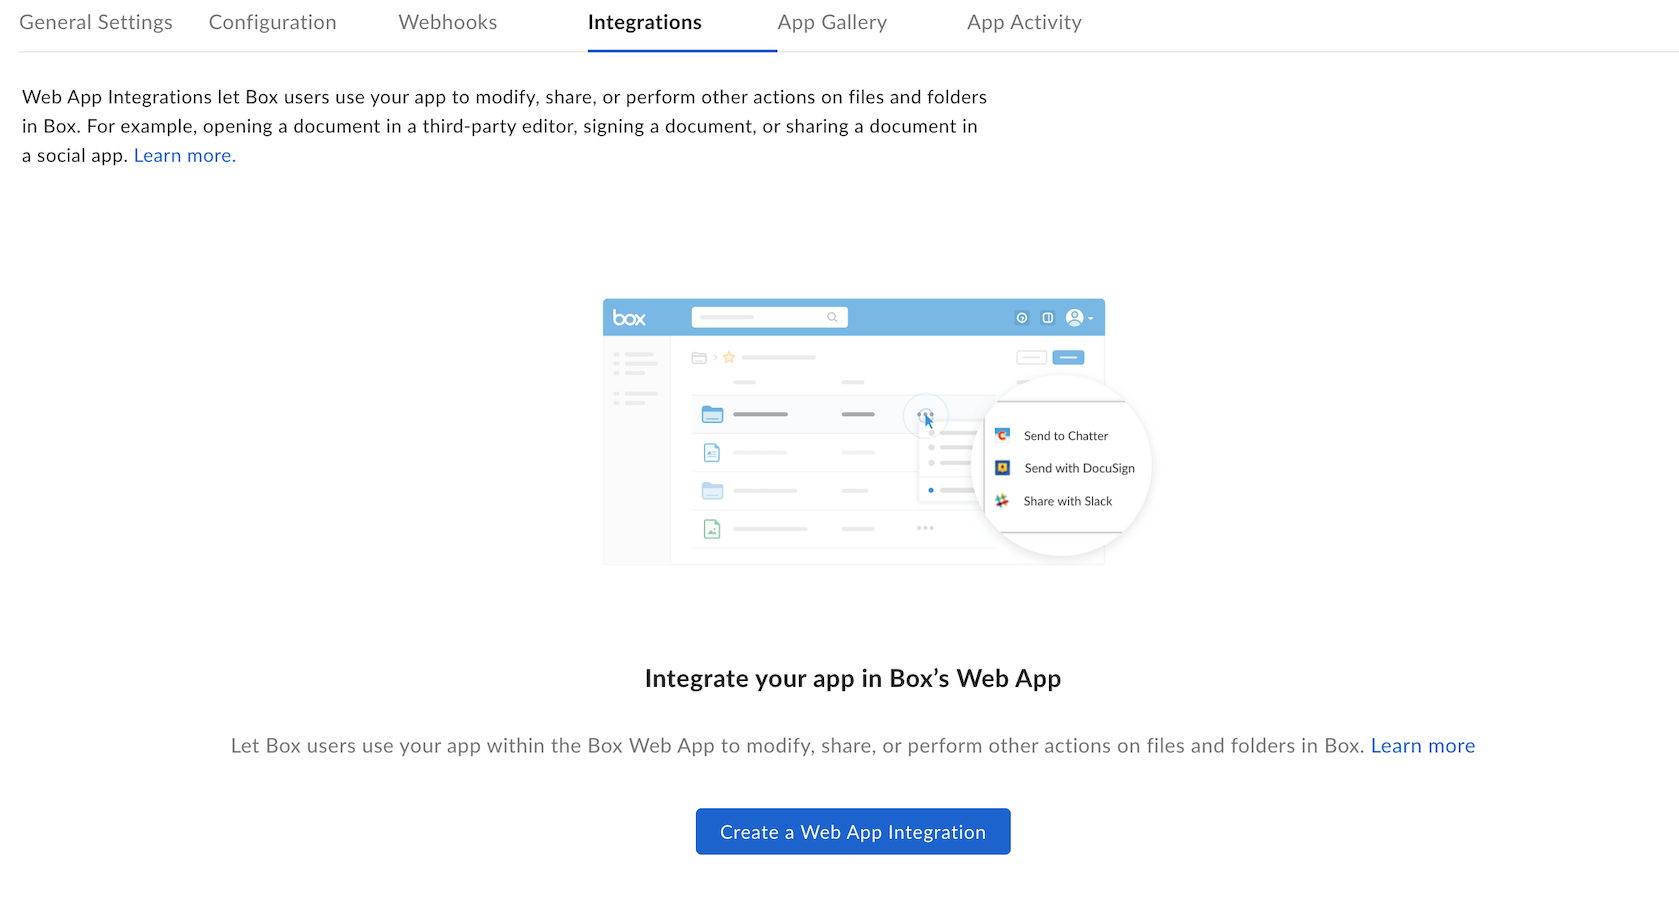 General Settings Configuration Webhooks Integrations App Gallery App Activity
Web App Integrations let Box users use your app to modify, share, or perform other actions on files and folders
in Box. For example, opening a document in a third-party editor, signing a document, or sharing a document in
a social app. Learn more.
box
Send to Chatter
Send with DocuSign
Share with Slack
Integrate your app in Box’s Web App
Let Box users use your app within the Box Web App to modify, share, or perform other actions on files and folders in Box. Learn more
Create a Web App Integration